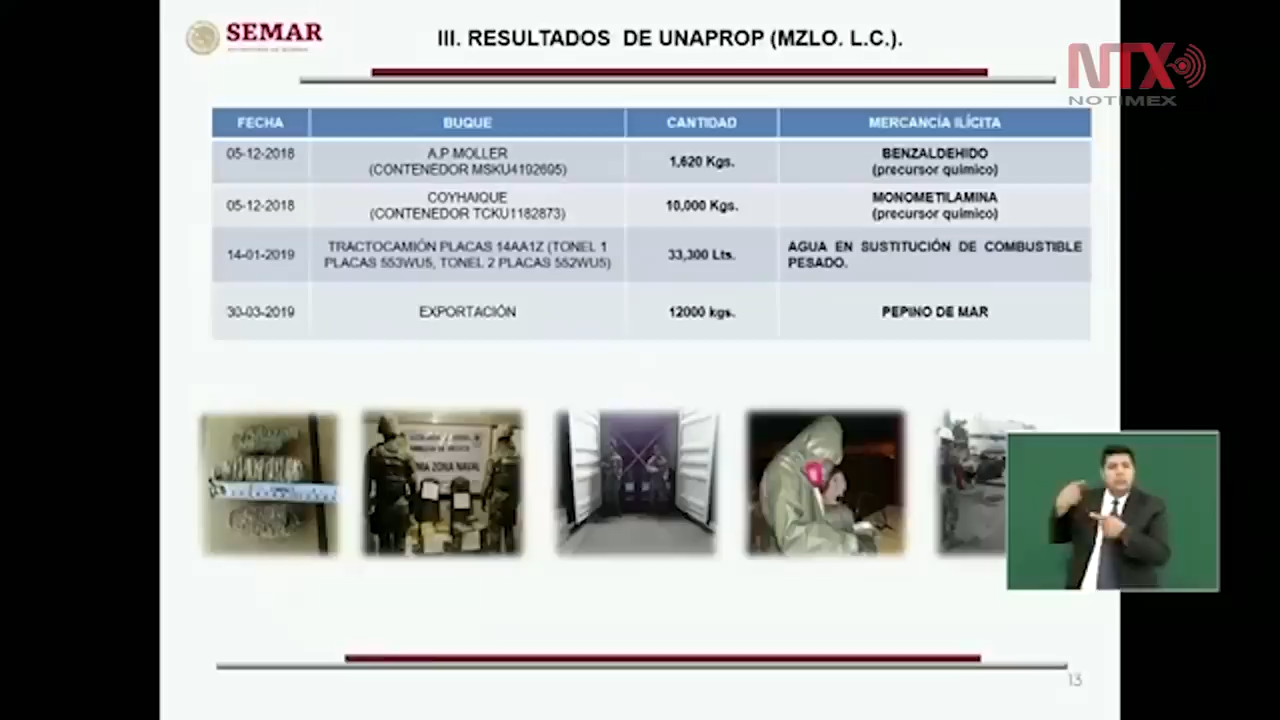 SEMAR
III. RESULTADOS DE UNAPROP (MZLO. L.C.).
NTX
NOTIMEX
FECHA BUQUE CANTIDAD MERCANCÍA ILÍCITA
05-12-2018 A.P. MOLLER 1,620 Kgs. BENZALDEHIDO
(CONTENEDOR MSKU4192695) (precursor químico)
05-12-2018 COYHAIQUE 10,000 Kgs. MONOMETILAMINA
(CONTENEDOR TCKU1182873) (precursor químico)
14-01-2019 TRACTOCAMIÓN PLACAS 14AA1Z (TONEL 1 33,300 Lts. AGUA EN SUSTITUCIÓN DE COMBUSTIBLE
PLACAS 553WU5, TONEL 2 PLACAS 552WU5) PESADO.
30-03-2019 EXPORTACIÓN 12000 kgs. PEPINO DE MAR
ZONA NAVAL
13